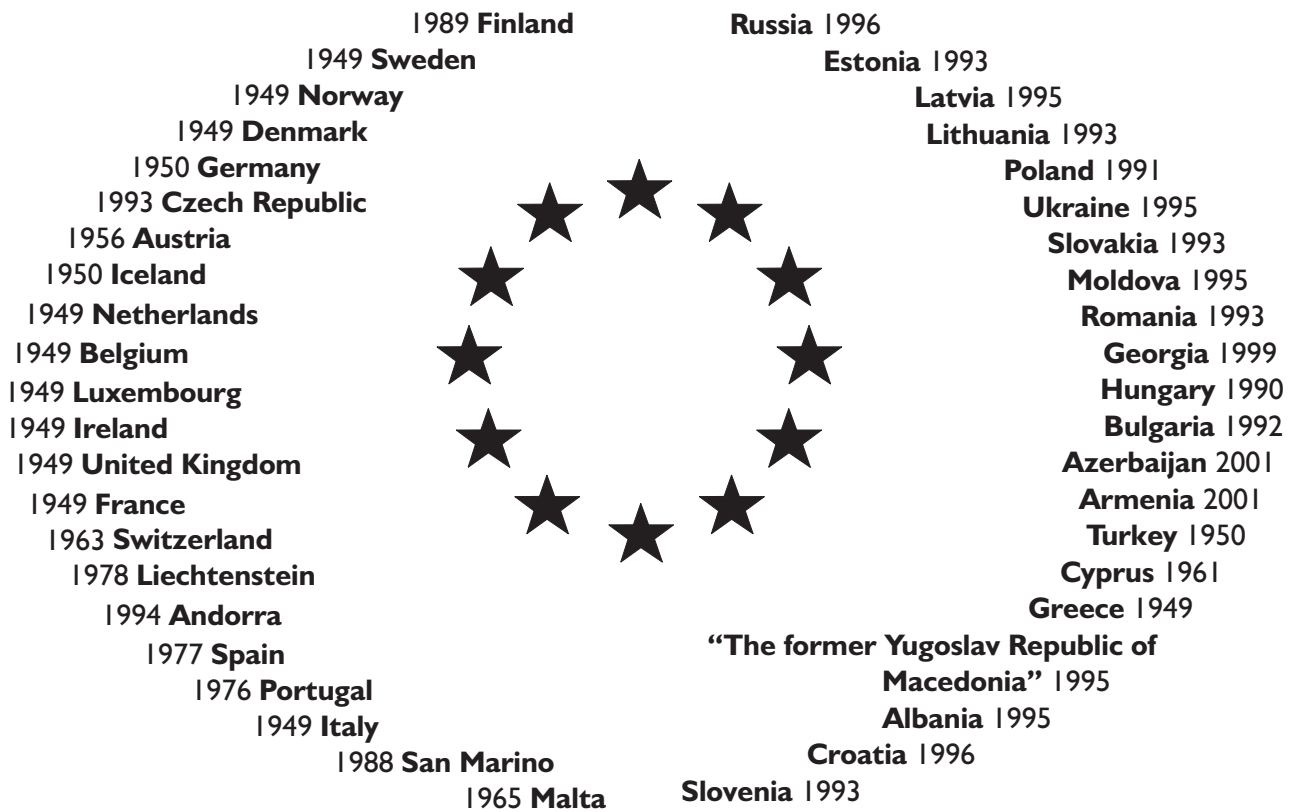 1989 Finland
1949 Sweden
1949 Norway
1949 Denmark
1950 Germany
1993 Czech Republic
1956 Austria
1950 Iceland
1949 Netherlands
1949 Belgium
1949 Luxembourg
1949 Ireland
1949 United Kingdom
1949 France
1963 Switzerland
1978 Liechtenstein
1994 Andorra
1977 Spain
1976 Portugal
1949 Italy
1988 San Marino
1965 Malta
Russia 1996
Estonia 1993
Latvia 1995
Lithuania 1993
Poland 1991
Ukraine 1995
Slovakia 1993
Moldova 1995
Romania 1993
Georgia 1999
Hungary 1990
Bulgaria 1992
Azerbaijan 2001
Armenia 2001
Turkey 1950
Cyprus 1961
Greece 1949
“The former Yugoslav Republic of
Macedonia” 1995
Albania 1995
Croatia 1996
Slovenia 1993